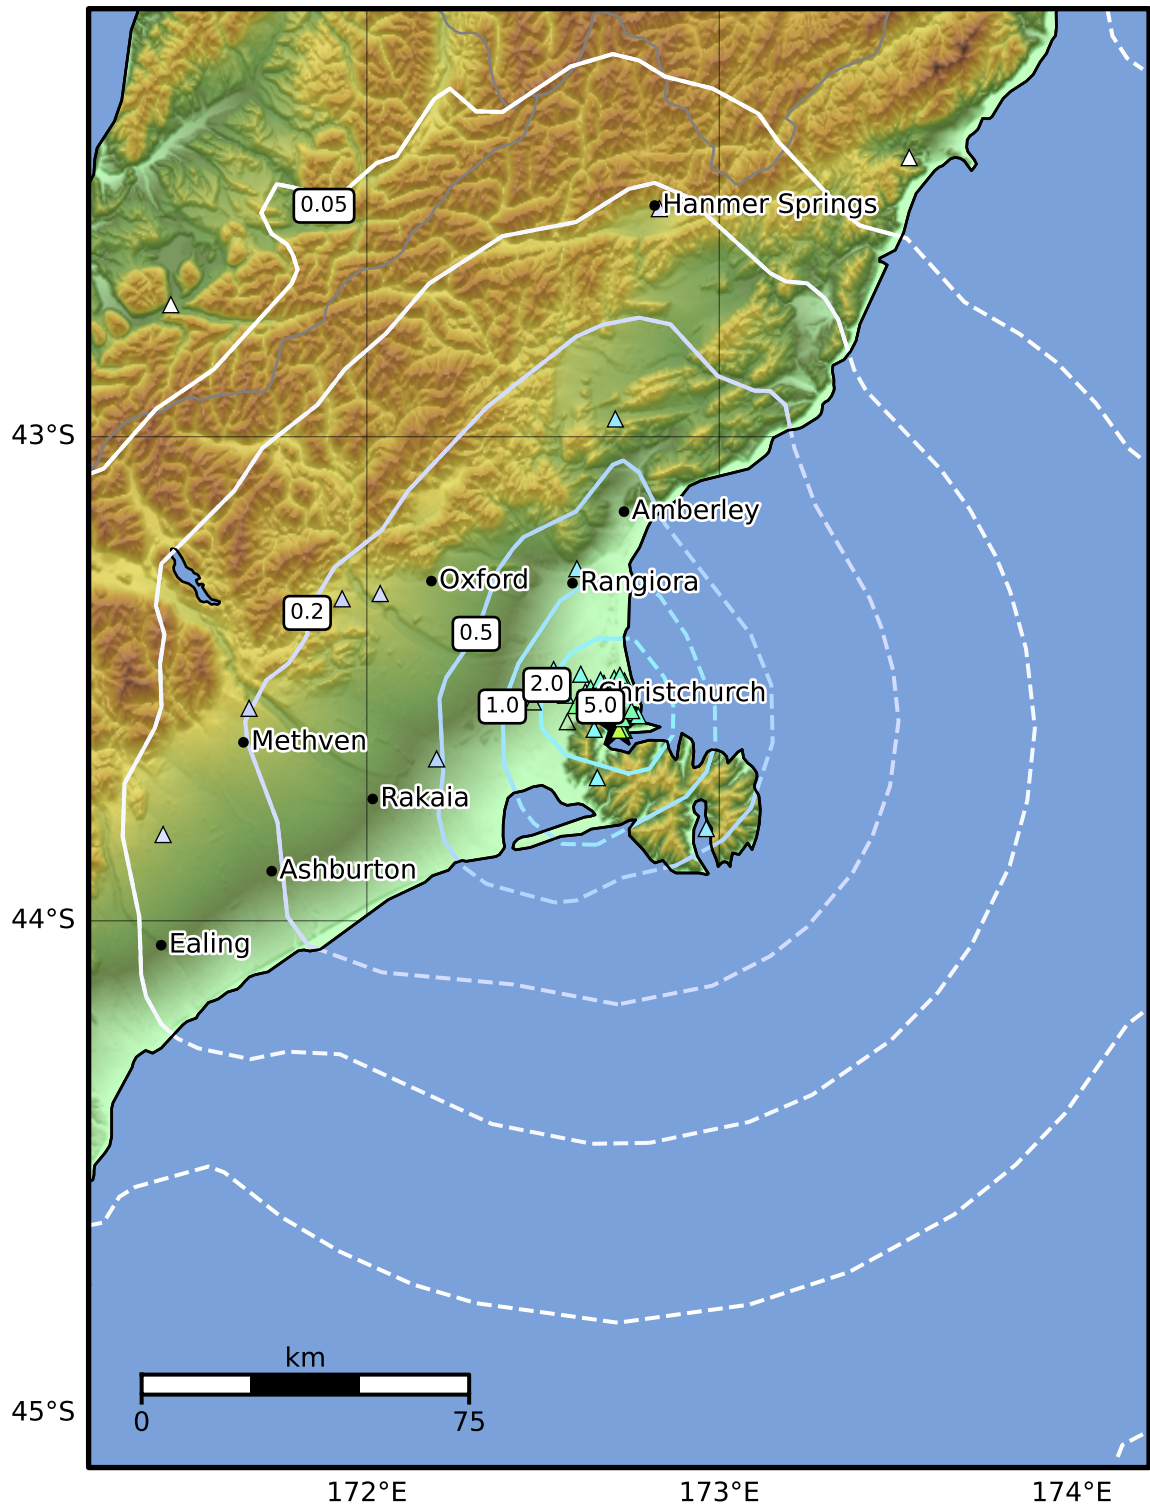 0.05
Hanmer Springs
43°S
Amberley
Oxford
Rangiora
0.2
0.5
2.0
Christchurch
1.0
5.0
Methven
Rakaia
Ashburton
44°S
Ealing
km
0
75
45°S
172°E
173°E
174°E